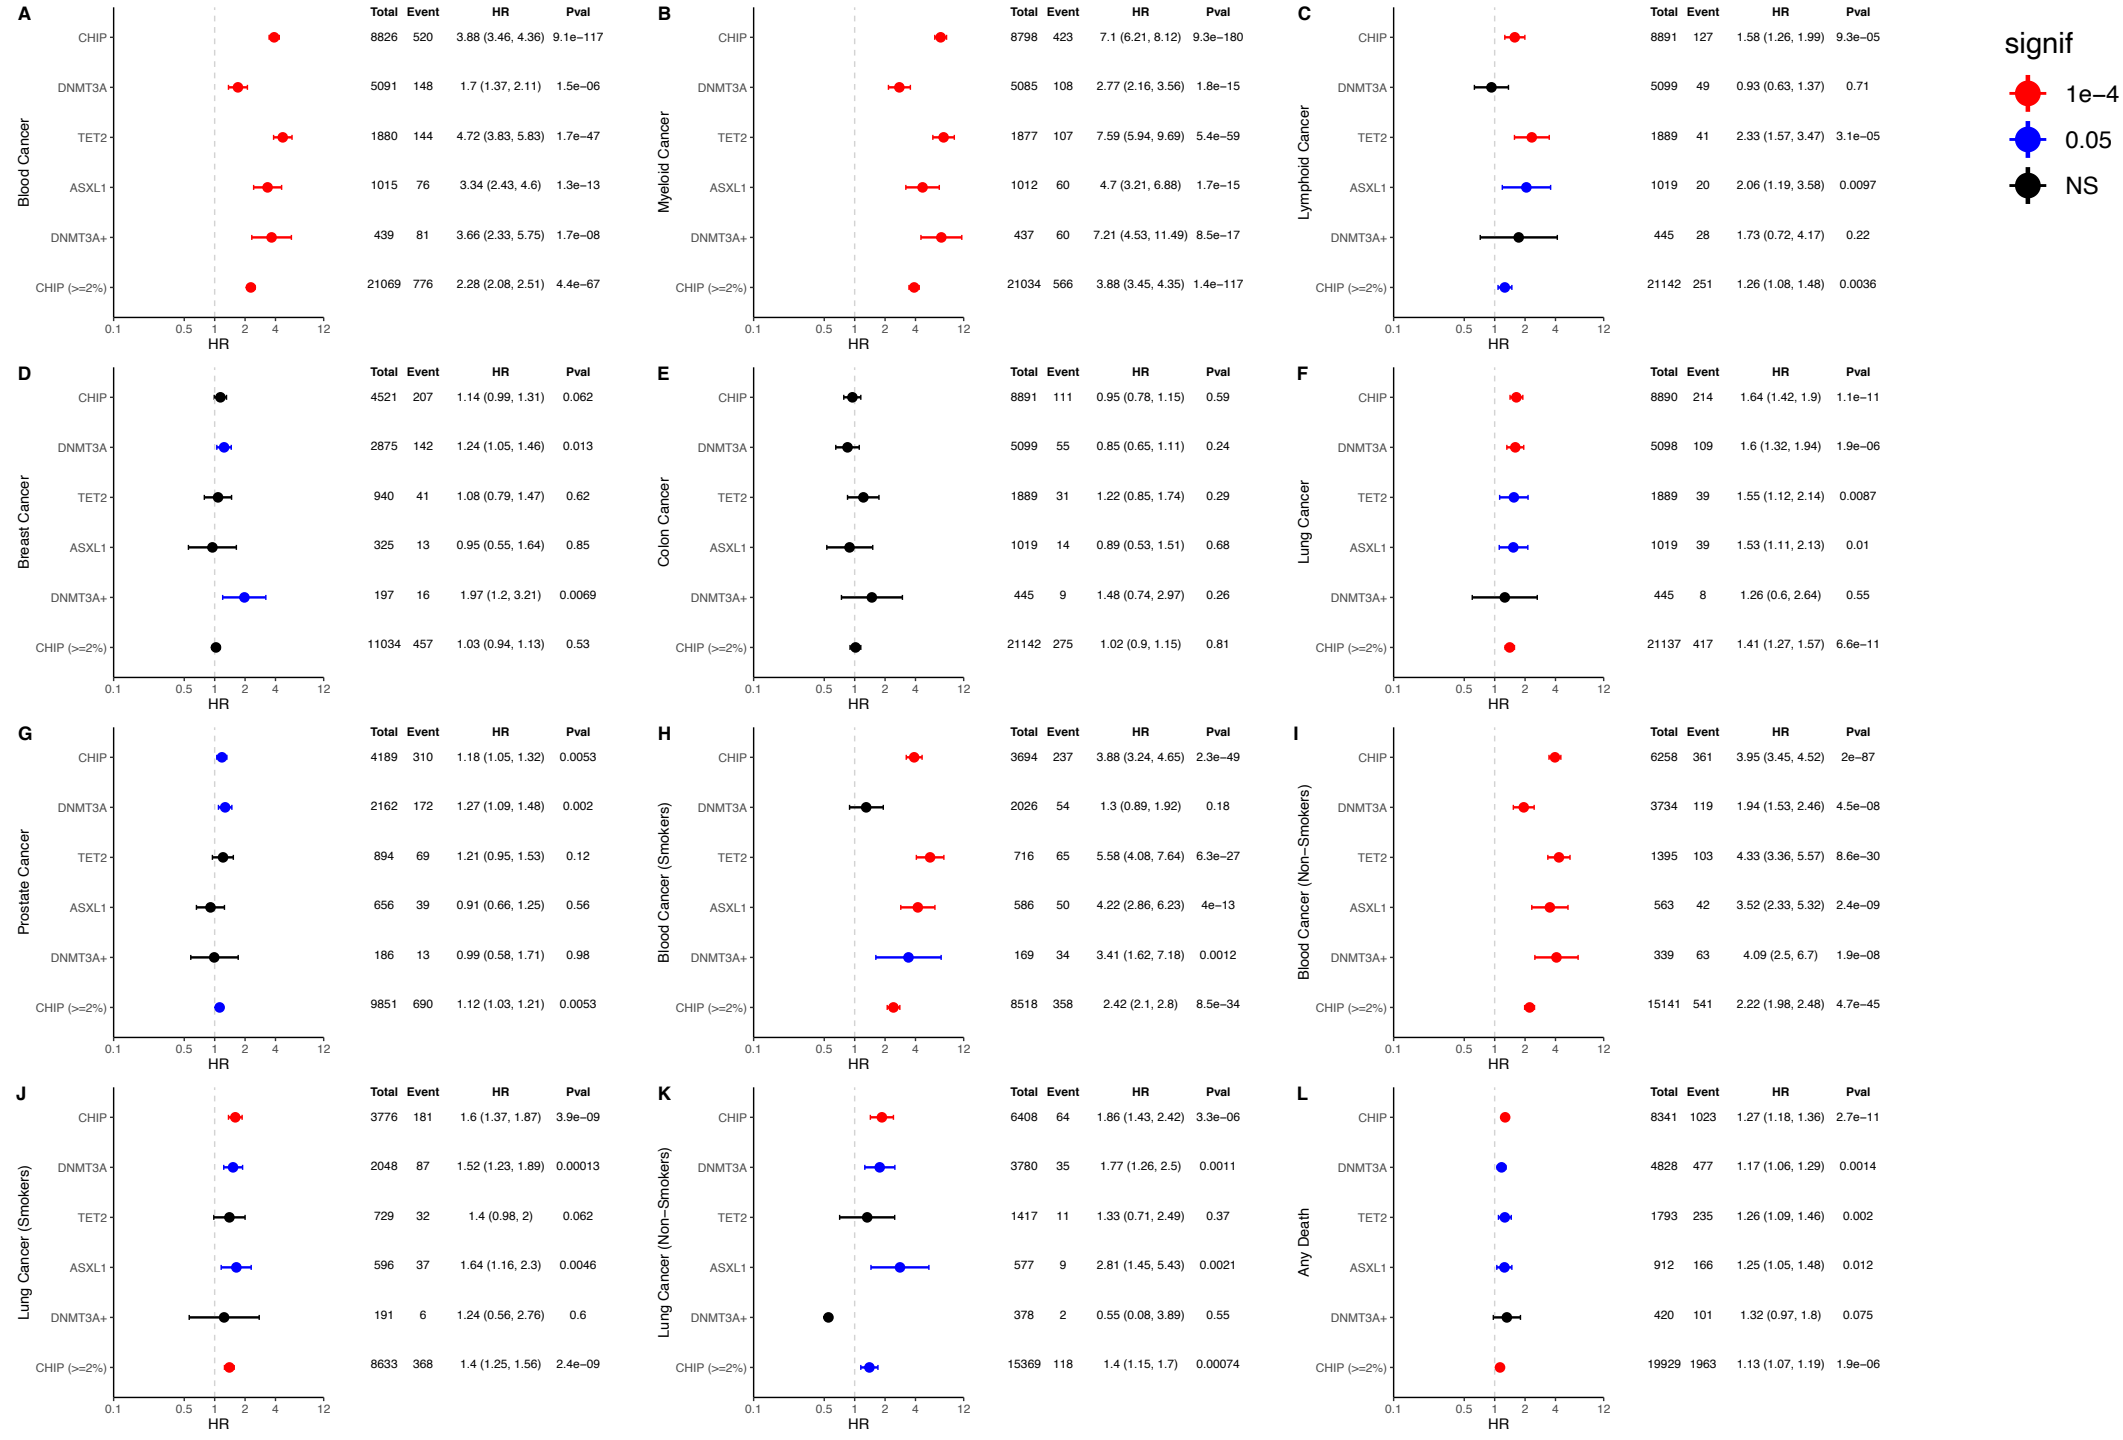 A
Total Event HR Pval
CHIP 8826 520 3.88 (3.46, 4.36) 9.1e−117
DNMT3A 5091 148 1.7 (1.37, 2.11) 1.5e−06
TET2 1880 144 4.72 (3.83, 5.83) 1.7e−47
ASXL1 1015 76 3.34 (2.43, 4.6) 1.3e−13
DNMT3A+ 439 81 3.66 (2.33, 5.75) 1.7e−08
CHIP (>=2%) 21069 776 2.28 (2.08, 2.51) 4.4e−67
Blood Cancer
0.1 0.5 1 2 4 12
HR
B
Total Event HR Pval
CHIP 8798 423 7.1 (6.21, 8.12) 9.3e−180
DNMT3A 5085 108 2.77 (2.16, 3.56) 1.8e−15
TET2 1877 107 7.59 (5.94, 9.69) 5.4e−59
ASXL1 1012 60 4.7 (3.21, 6.88) 1.7e−15
DNMT3A+ 437 60 7.21 (4.53, 11.49) 8.5e−17
CHIP (>=2%) 21034 566 3.88 (3.45, 4.35) 1.4e−117
Myeloid Cancer
0.1 0.5 1 2 4 12
HR
C
Total Event HR Pval
CHIP 8891 127 1.58 (1.26, 1.99) 9.3e−05
DNMT3A 5099 49 0.93 (0.63, 1.37) 0.71
TET2 1889 41 2.33 (1.57, 3.47) 3.1e−05
ASXL1 1019 20 2.06 (1.19, 3.58) 0.0097
DNMT3A+ 445 28 1.73 (0.72, 4.17) 0.22
CHIP (>=2%) 21142 251 1.26 (1.08, 1.48) 0.0036
Lymphoid Cancer
0.1 0.5 1 2 4 12
HR
signif
1e−4
0.05
NS
D
Total Event HR Pval
CHIP 4521 207 1.14 (0.99, 1.31) 0.062
DNMT3A 2875 142 1.24 (1.05, 1.46) 0.013
TET2 940 41 1.08 (0.79, 1.47) 0.62
ASXL1 325 13 0.95 (0.55, 1.64) 0.85
DNMT3A+ 197 16 1.97 (1.2, 3.21) 0.0069
CHIP (>=2%) 11034 457 1.03 (0.94, 1.13) 0.53
Breast Cancer
0.1 0.5 1 2 4 12
HR
E
Total Event HR Pval
CHIP 8891 111 0.95 (0.78, 1.15) 0.59
DNMT3A 5099 55 0.85 (0.65, 1.11) 0.24
TET2 1889 31 1.22 (0.85, 1.74) 0.29
ASXL1 1019 14 0.89 (0.53, 1.51) 0.68
DNMT3A+ 445 9 1.48 (0.74, 2.97) 0.26
CHIP (>=2%) 21142 275 1.02 (0.9, 1.15) 0.81
Colon Cancer
0.1 0.5 1 2 4 12
HR
F
Total Event HR Pval
CHIP 8890 214 1.64 (1.42, 1.9) 1.1e−11
DNMT3A 5098 109 1.6 (1.32, 1.94) 1.9e−06
TET2 1889 39 1.55 (1.12, 2.14) 0.0087
ASXL1 1019 39 1.53 (1.11, 2.13) 0.01
DNMT3A+ 445 8 1.26 (0.6, 2.64) 0.55
CHIP (>=2%) 21137 417 1.41 (1.27, 1.57) 6.6e−11
Lung Cancer
0.1 0.5 1 2 4 12
HR
G
Total Event HR Pval
CHIP 4189 310 1.18 (1.05, 1.32) 0.0053
DNMT3A 2162 172 1.27 (1.09, 1.48) 0.002
TET2 894 69 1.21 (0.95, 1.53) 0.12
ASXL1 656 39 0.91 (0.66, 1.25) 0.56
DNMT3A+ 186 13 0.99 (0.58, 1.71) 0.98
CHIP (>=2%) 9851 690 1.12 (1.03, 1.21) 0.0053
Prostate Cancer
0.1 0.5 1 2 4 12
HR
H
Total Event HR Pval
CHIP 3694 237 3.88 (3.24, 4.65) 2.3e−49
DNMT3A 2026 54 1.3 (0.89, 1.92) 0.18
TET2 716 65 5.58 (4.08, 7.64) 6.3e−27
ASXL1 586 50 4.22 (2.86, 6.23) 4e−13
DNMT3A+ 169 34 3.41 (1.62, 7.18) 0.0012
CHIP (>=2%) 8518 358 2.42 (2.1, 2.8) 8.5e−34
Blood Cancer (Smokers)
0.1 0.5 1 2 4 12
HR
I
Total Event HR Pval
CHIP 6258 361 3.95 (3.45, 4.52) 2e−87
DNMT3A 3734 119 1.94 (1.53, 2.46) 4.5e−08
TET2 1395 103 4.33 (3.36, 5.57) 8.6e−30
ASXL1 563 42 3.52 (2.33, 5.32) 2.4e−09
DNMT3A+ 339 63 4.09 (2.5, 6.7) 1.9e−08
CHIP (>=2%) 15141 541 2.22 (1.98, 2.48) 4.7e−45
Blood Cancer (Non−Smokers)
0.1 0.5 1 2 4 12
HR
J
Total Event HR Pval
CHIP 3776 181 1.6 (1.37, 1.87) 3.9e−09
DNMT3A 2048 87 1.52 (1.23, 1.89) 0.00013
TET2 729 32 1.4 (0.98, 2) 0.062
ASXL1 596 37 1.64 (1.16, 2.3) 0.0046
DNMT3A+ 191 6 1.24 (0.56, 2.76) 0.6
CHIP (>=2%) 8633 368 1.4 (1.25, 1.56) 2.4e−09
Lung Cancer (Smokers)
0.1 0.5 1 2 4 12
HR
K
Total Event HR Pval
CHIP 6408 64 1.86 (1.43, 2.42) 3.3e−06
DNMT3A 3780 35 1.77 (1.26, 2.5) 0.0011
TET2 1417 11 1.33 (0.71, 2.49) 0.37
ASXL1 577 9 2.81 (1.45, 5.43) 0.0021
DNMT3A+ 378 2 0.55 (0.08, 3.89) 0.55
CHIP (>=2%) 15369 118 1.4 (1.15, 1.7) 0.00074
Lung Cancer (Non−Smokers)
0.1 0.5 1 2 4 12
HR
L
Total Event HR Pval
CHIP 8341 1023 1.27 (1.18, 1.36) 2.7e−11
DNMT3A 4828 477 1.17 (1.06, 1.29) 0.0014
TET2 1793 235 1.26 (1.09, 1.46) 0.002
ASXL1 912 166 1.25 (1.05, 1.48) 0.012
DNMT3A+ 420 101 1.32 (0.97, 1.8) 0.075
CHIP (>=2%) 19929 1963 1.13 (1.07, 1.19) 1.9e−06
Any Death
0.1 0.5 1 2 4 12
HR